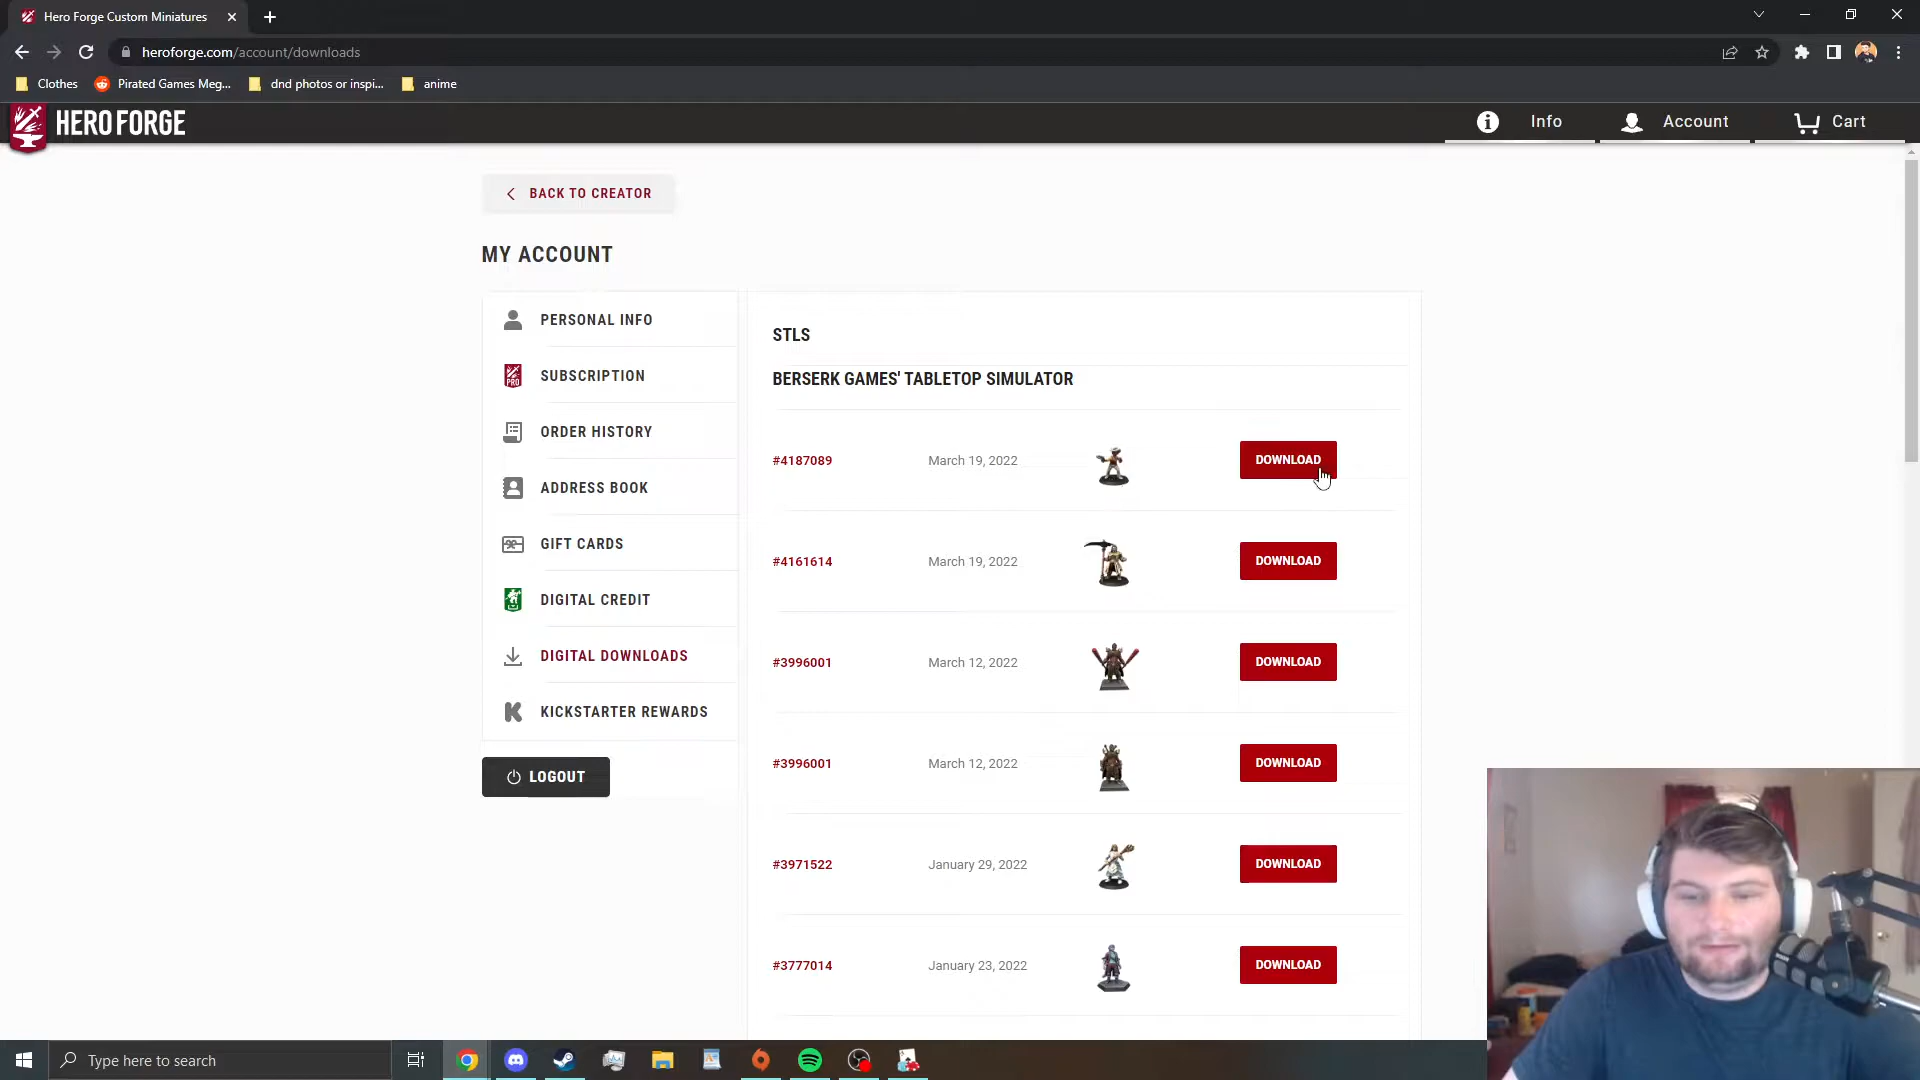 Hero Forge Custom Miniatures
heroforge.com/account/downloads
Clothes
Pirated Games Meg...
dnd photos or inspi...
anime
HERO FORGE
Info
Account
Cart
BACK TO CREATOR
MY ACCOUNT
PERSONAL INFO
PRO
SUBSCRIPTION
ORDER HISTORY
ADDRESS BOOK
GIFT CARDS
DIGITAL CREDIT
DIGITAL DOWNLOADS
KICKSTARTER REWARDS
LOGOUT
STLS
BERSERK GAMES' TABLETOP SIMULATOR
#4187089 March 19, 2022 DOWNLOAD
#4161614 March 19, 2022 DOWNLOAD
#3996001 March 12, 2022 DOWNLOAD
#3996001 March 12, 2022 DOWNLOAD
#3971522 January 29, 2022 DOWNLOAD
#3777014 January 23, 2022 DOWNLOAD
Type here to search